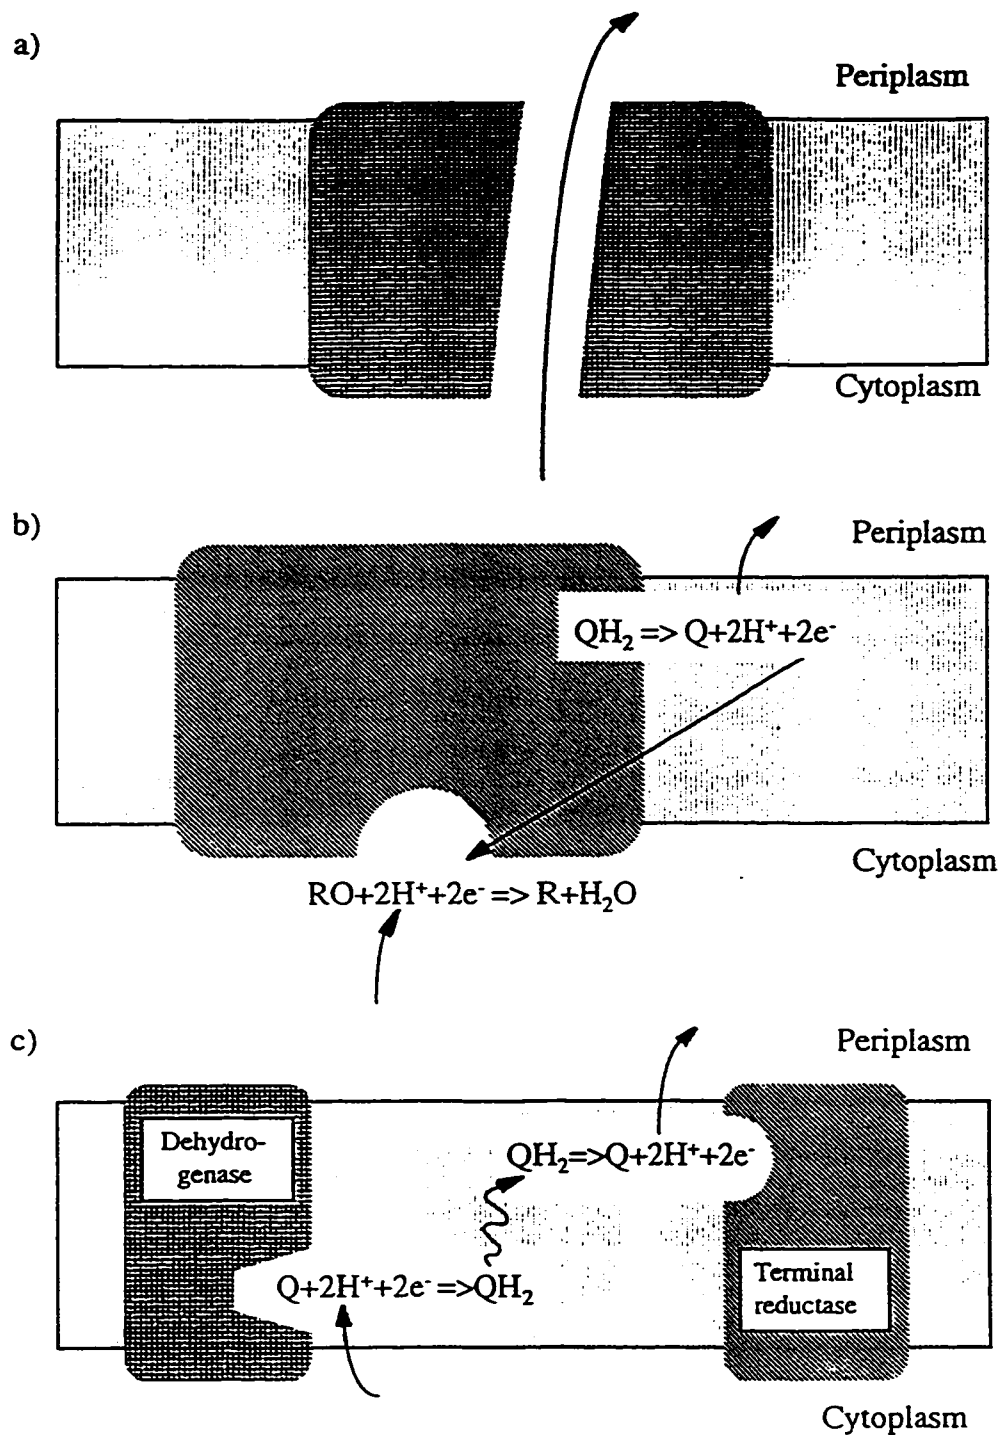 a)
Periplasm
Cytoplasm
b)
Periplasm
QH₂ => Q+2H⁺+2e⁻
Cytoplasm
RO+2H⁺+2e⁻ => R+H₂O
c)
Periplasm
Dehydro-
genase
QH₂=>Q+2H⁺+2e⁻
Q+2H⁺+2e⁻ =>QH₂
Terminal
reductase
Cytoplasm